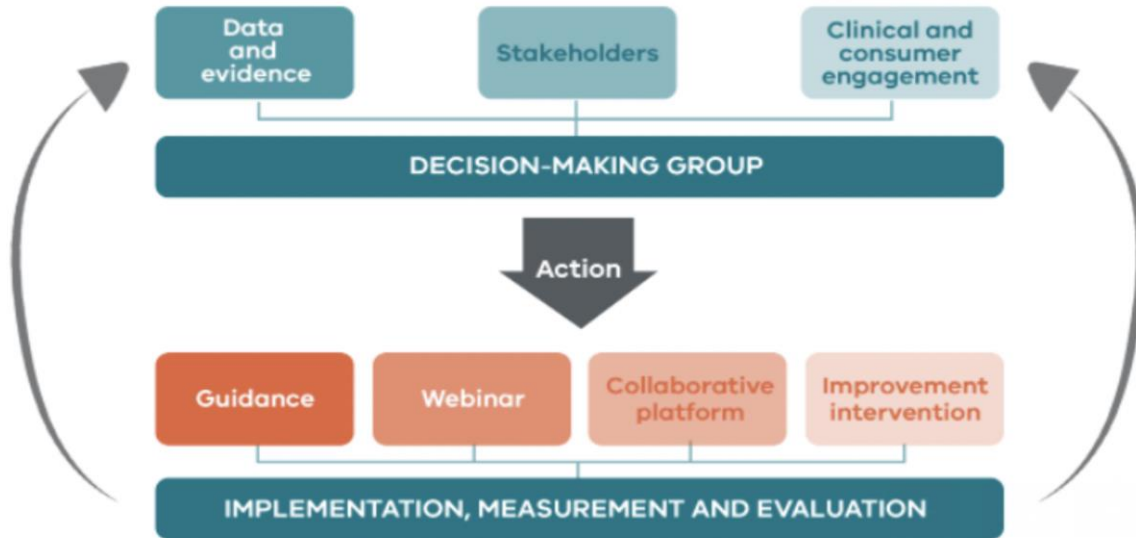 Data
and
evidence
Stakeholders
Clinical and
consumer
engagement
DECISION-MAKING GROUP
Action
Guidance
Webinar
Collaborative
platform
Improvement
intervention
IMPLEMENTATION, MEASUREMENT AND EVALUATION